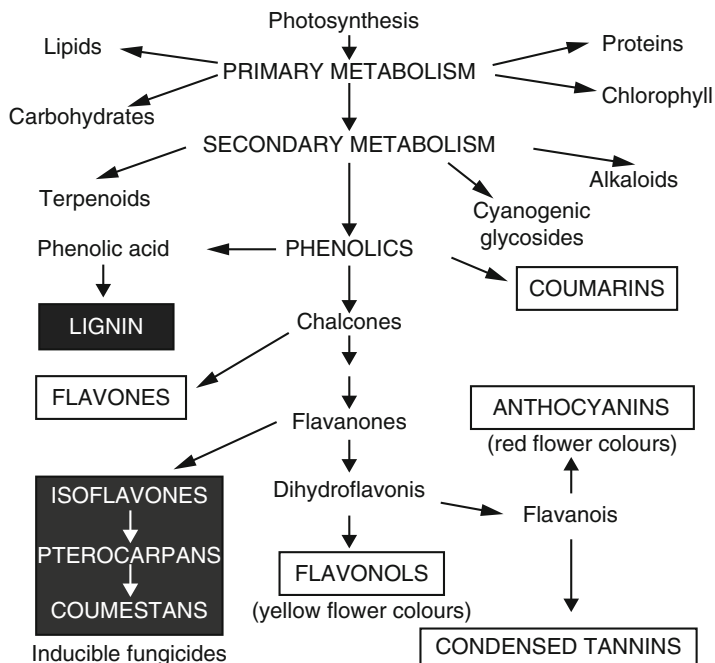 Photosynthesis
Lipids
Proteins
PRIMARY METABOLISM
Carbohydrates
Chlorophyll
SECONDARY METABOLISM
Terpenoids
Alkaloids
Cyanogenic
glycosides
Phenolic acid
PHENOLICS
COUMARINS
LIGNIN
Chalcones
FLAVONES
ANTHOCYANINS
(red flower colours)
Flavanones
ISOFLAVONES
Dihydroflavonis
Flavanois
PTEROCARPANS
FLAVONOLS
(yellow flower colours)
COUMESTANS
Inducible fungicides
CONDENSED TANNINS